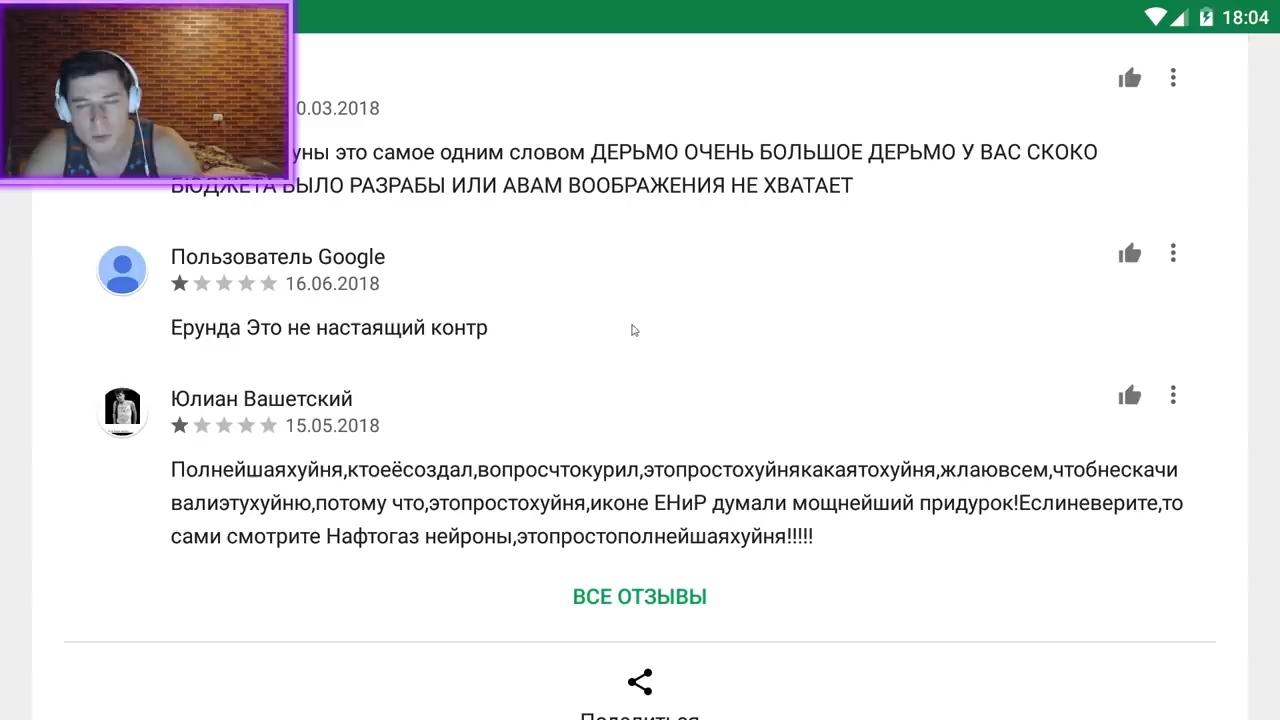 18:04
0.03.2018
уны это самое одним словом ДЕРЬМО ОЧЕНЬ БОЛЬШОЕ ДЕРЬМО У ВАС СКОКО
БЮДЖЕТА БЫЛО РАЗРАБЫ ИЛИ АВАМ ВООБРАЖЕНИЯ НЕ ХВАТАЕТ
Пользователь Google
16.06.2018
Ерунда Это не настаящий контр
Юлиан Вашетский
15.05.2018
Полнейшаяхуйня,ктоеёсоздал,вопросчтокурил,этопростохуйнякакаятохуйня,жлаювсем,чтобнескачи
валиэтухуйню,потому что,этопростохуйня,иконе ЕНиР думали мощнейший придурок!Еслиневерите,то
сами смотрите Нафтогаз нейроны,этопростополнейшаяхуйня!!!!!
ВСЕ ОТЗЫВЫ
Поделиться